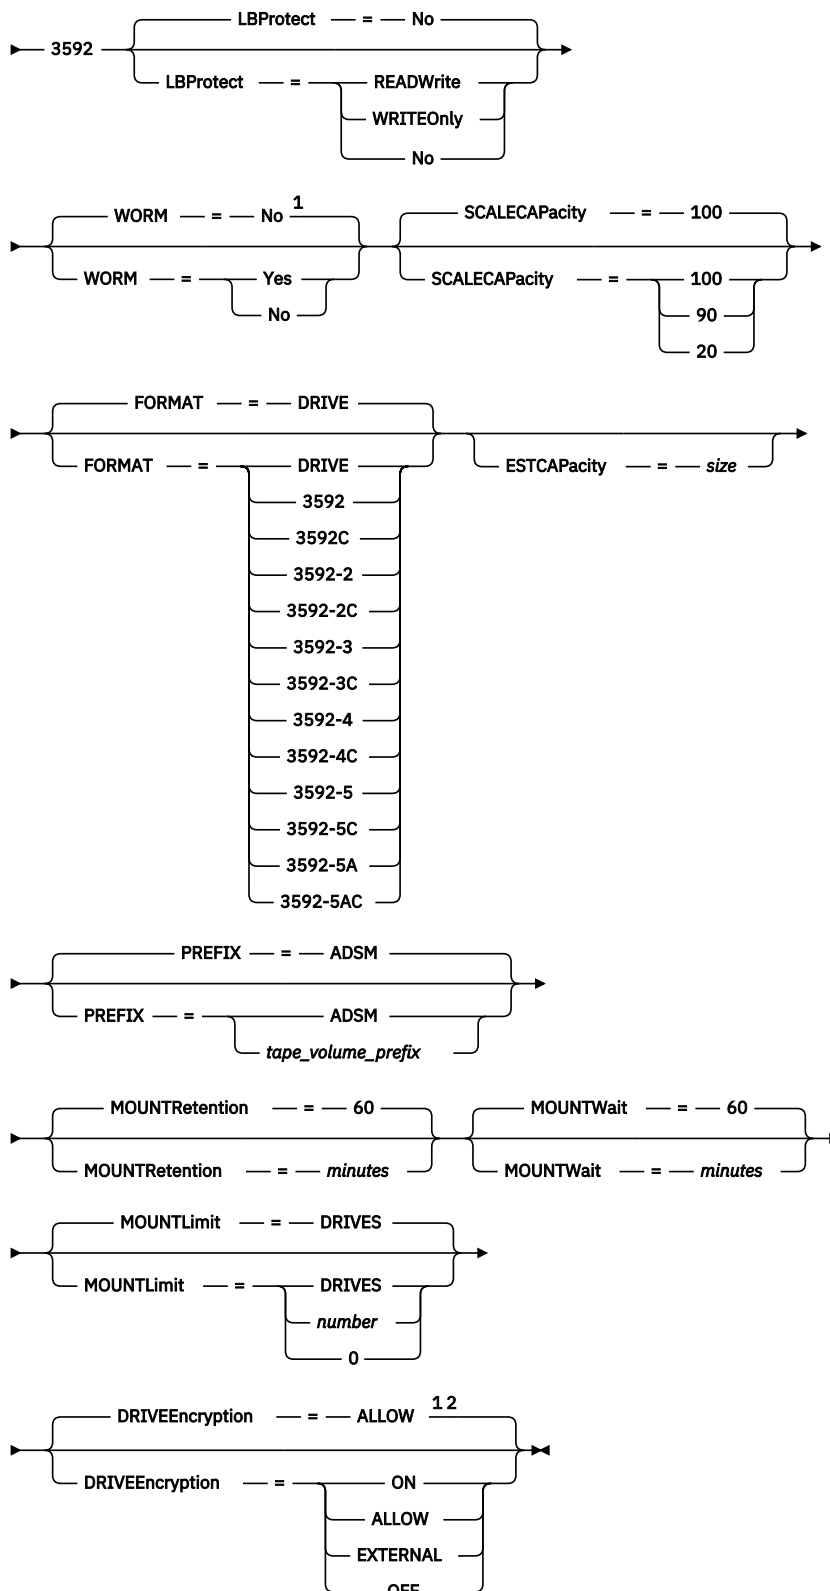 LBProtect = No
3592
LBProtect = READWrite
WRITEOnly
No
WORM = No 1 SCALECAPacity = 100
WORM = Yes SCALECAPacity = 100
No 90
20
FORMAT = DRIVE
FORMAT = DRIVE ESTCAPacity = size
3592
3592C
3592-2
3592-2C
3592-3
3592-3C
3592-4
3592-4C
3592-5
3592-5C
3592-5A
3592-5AC
PREFIX = ADSM
PREFIX = ADSM
tape_volume_prefix
MOUNTRetention = 60 MOUNTWait = 60
MOUNTRetention = minutes MOUNTWait = minutes
MOUNTLimit = DRIVES
MOUNTLimit = DRIVES
number
0
DRIVEEncryption = ALLOW 1 2
DRIVEEncryption = ON
ALLOW
EXTERNAL
OFF